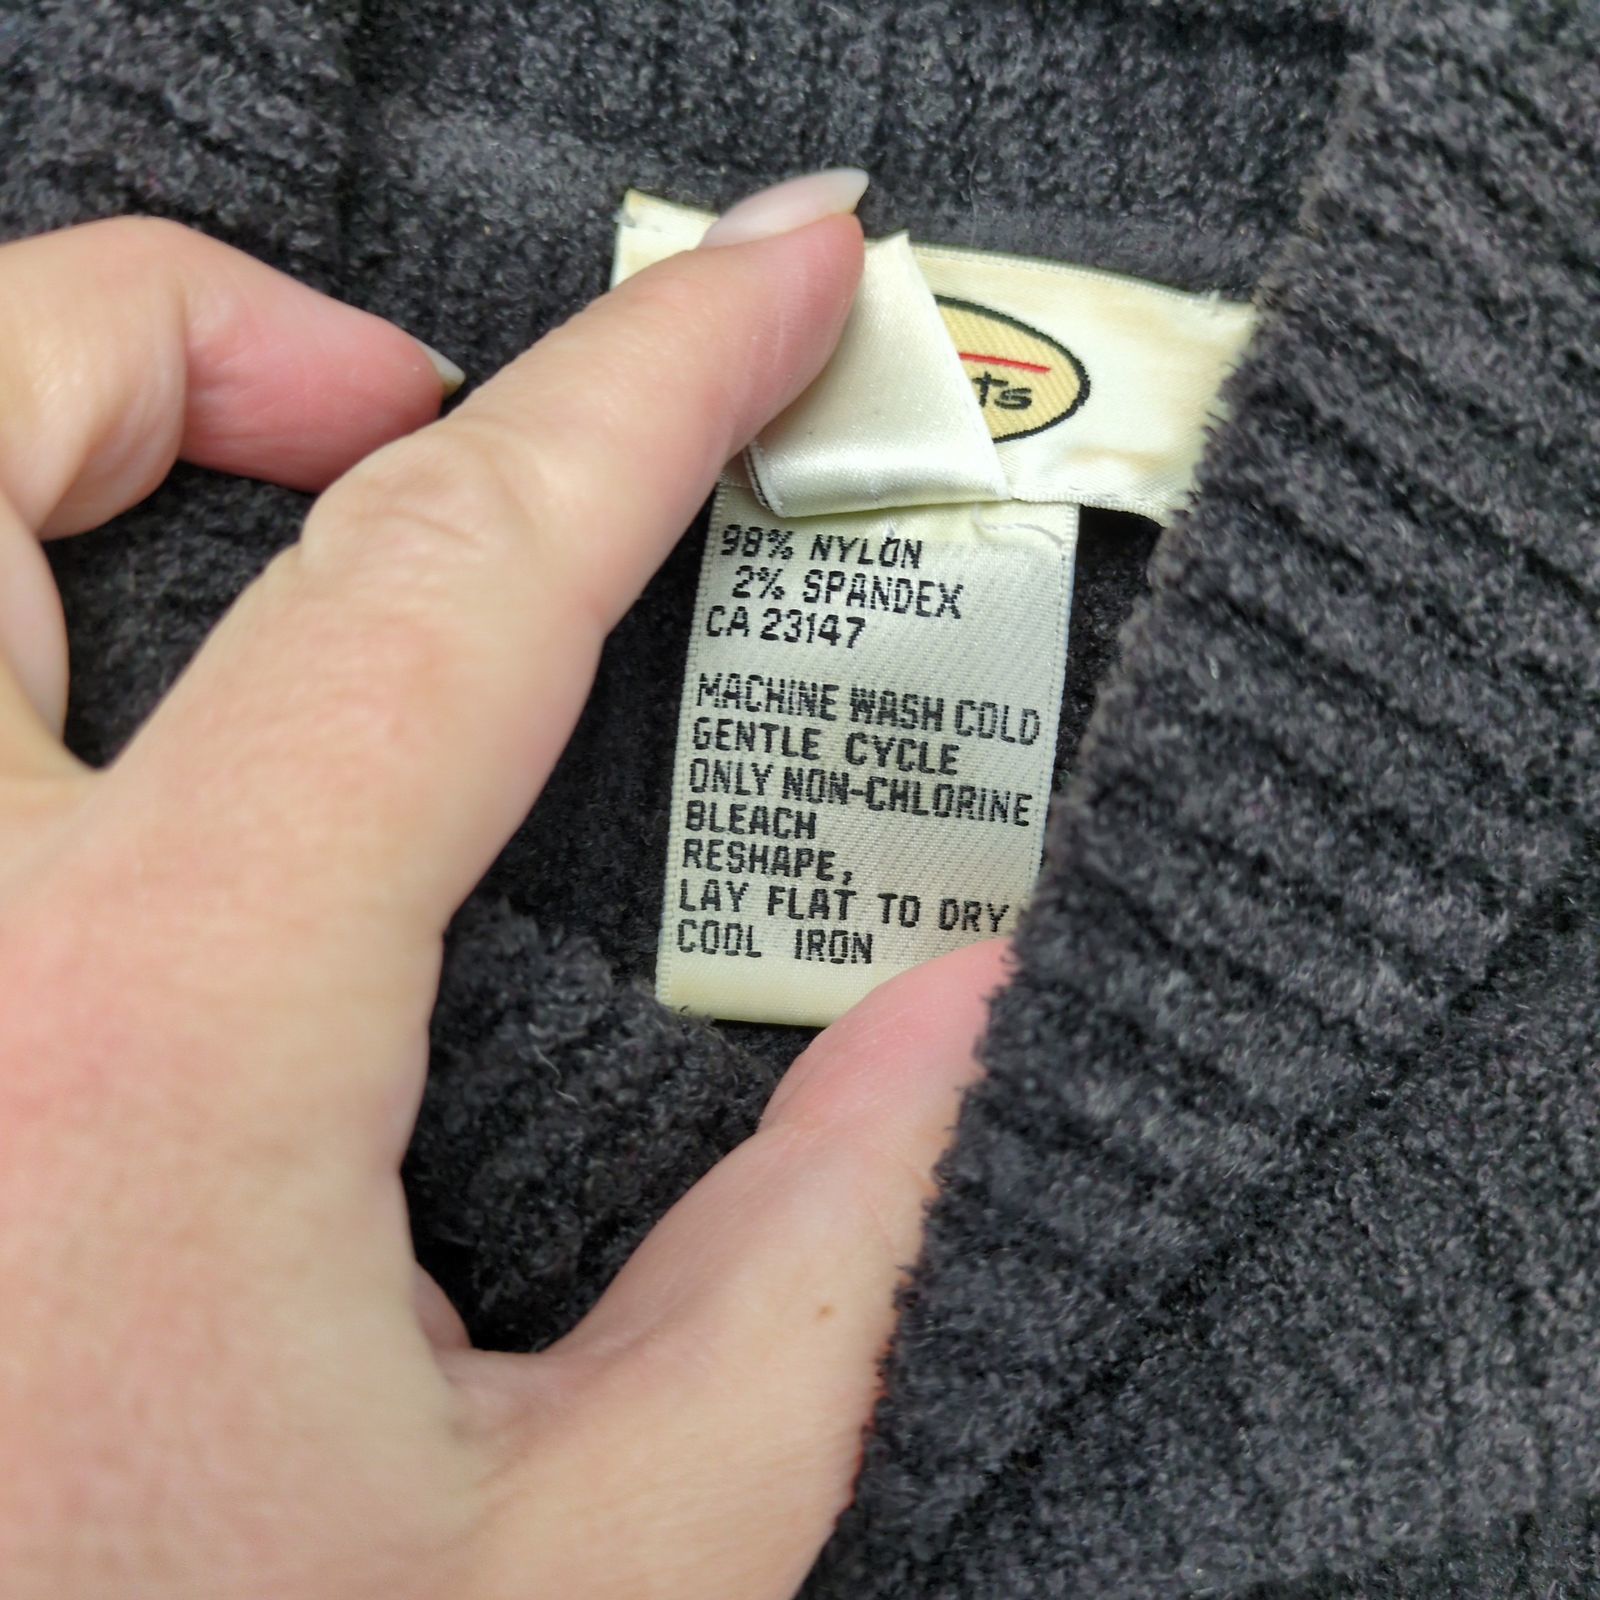 ts
98% NYLON
2% SPANDEX
CA 23147
MACHINE WASH COLD
GENTLE CYCLE
ONLY NON-CHLORINE
BLEACH
RESHAPE,
LAY FLAT TO DRY
COOL IRON